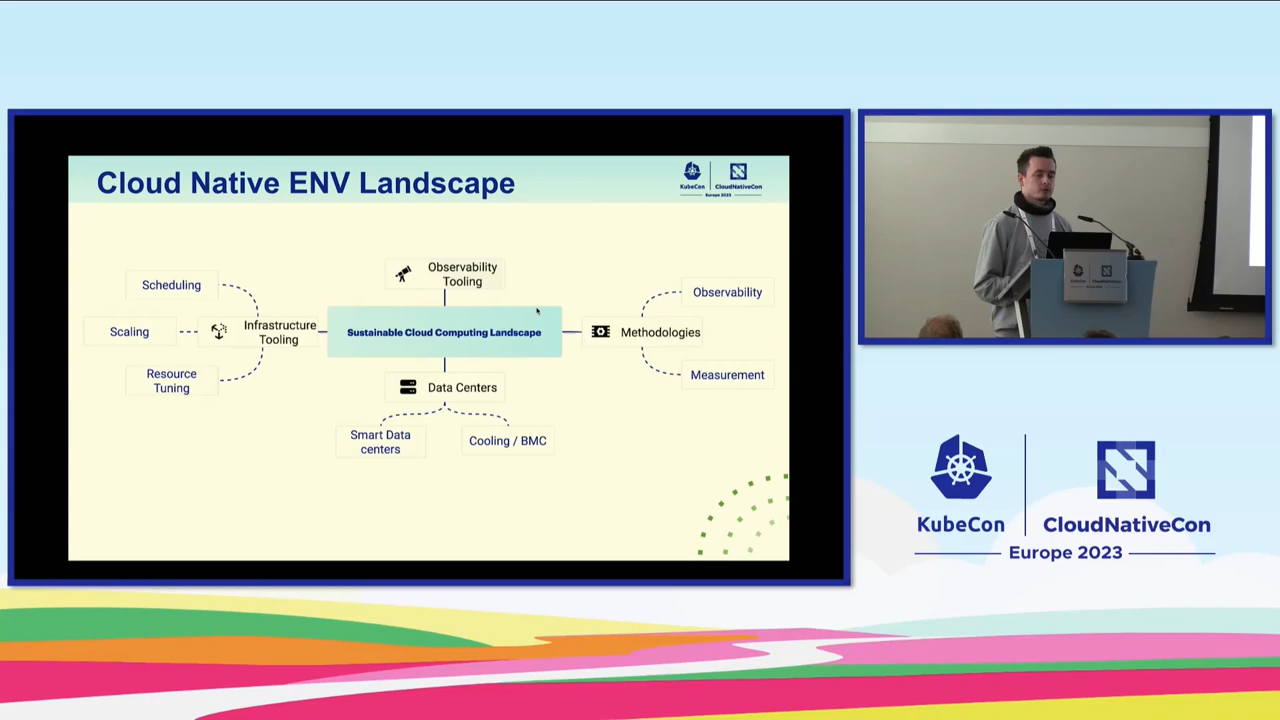 Cloud Native ENV Landscape
KubeCon
CloudNativeCon
Europe 2023
Observability
Tooling
Scheduling
Scaling
Resource
Tuning
Infrastructure
Tooling
Sustainable Cloud Computing Landscape
Methodologies
Observability
Measurement
Data Centers
Smart Data
centers
Cooling / BMC
KubeCon
CloudNativeCon
Europe 2023